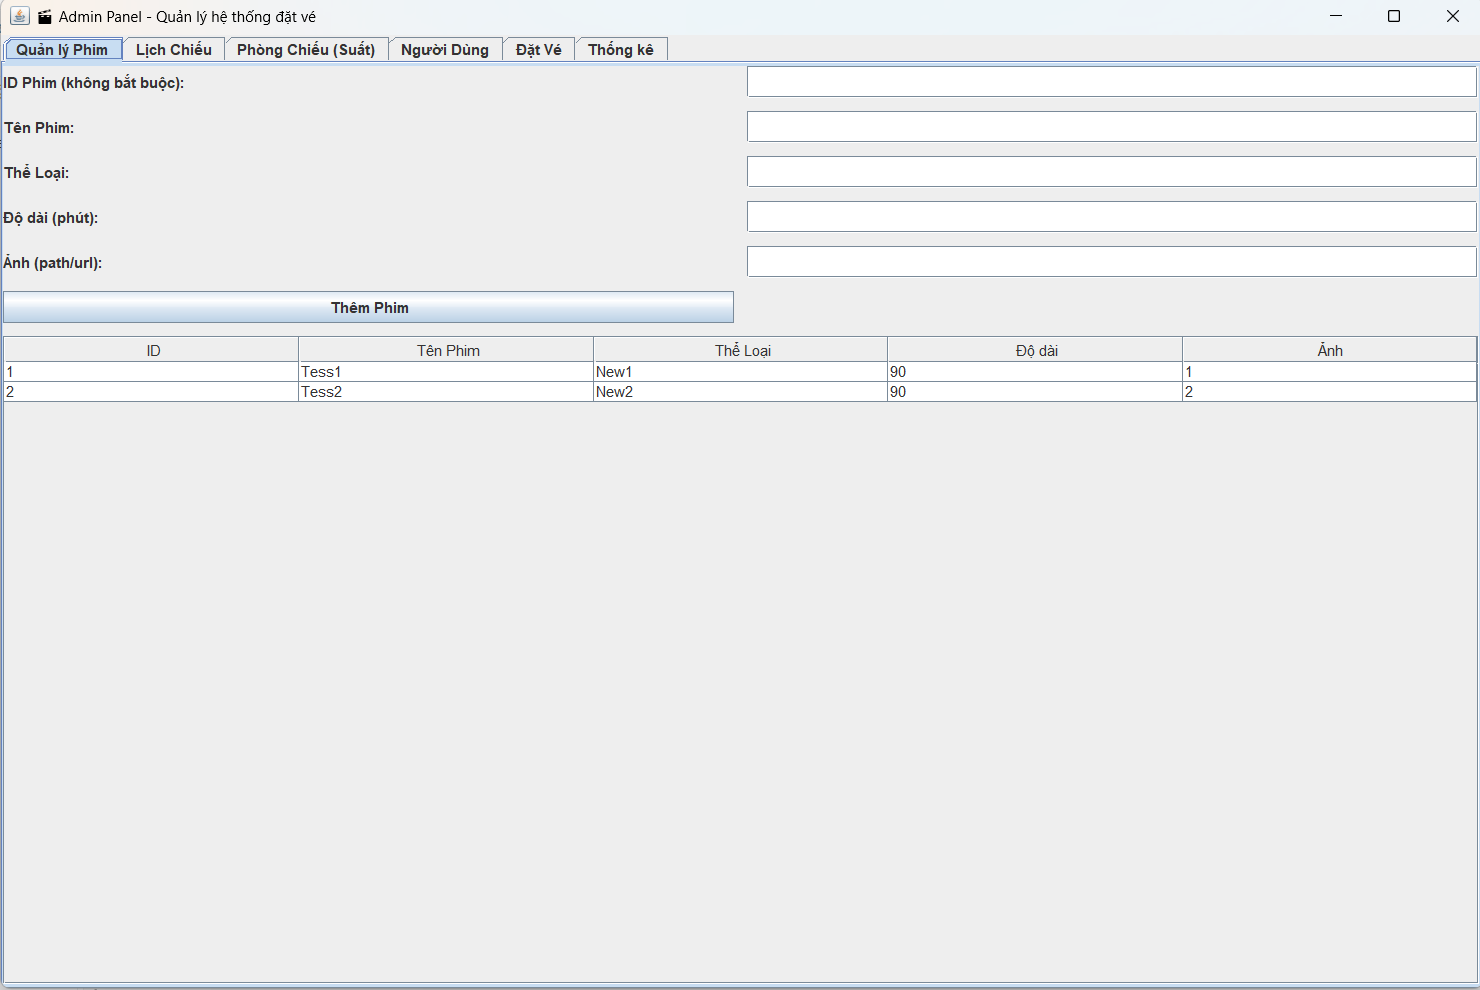 Admin Panel - Quản lý hệ thống đặt vé
Quản lý Phim Lịch Chiếu Phòng Chiếu (Suất) Người Dùng Đặt Vé Thống kê
ID Phim (không bắt buộc):
Tên Phim:
Thể Loại:
Độ dài (phút):
Ảnh (path/url):
Thêm Phim
ID Tên Phim Thể Loại Độ dài Ảnh
1 Tess1 New1 90 1
2 Tess2 New2 90 2